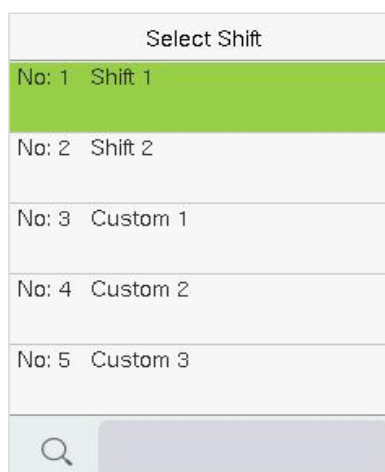 Select Shift
No: 1 Shift 1
No: 2 Shift 2
No: 3 Custom 1
No: 4 Custom 2
No: 5 Custom 3